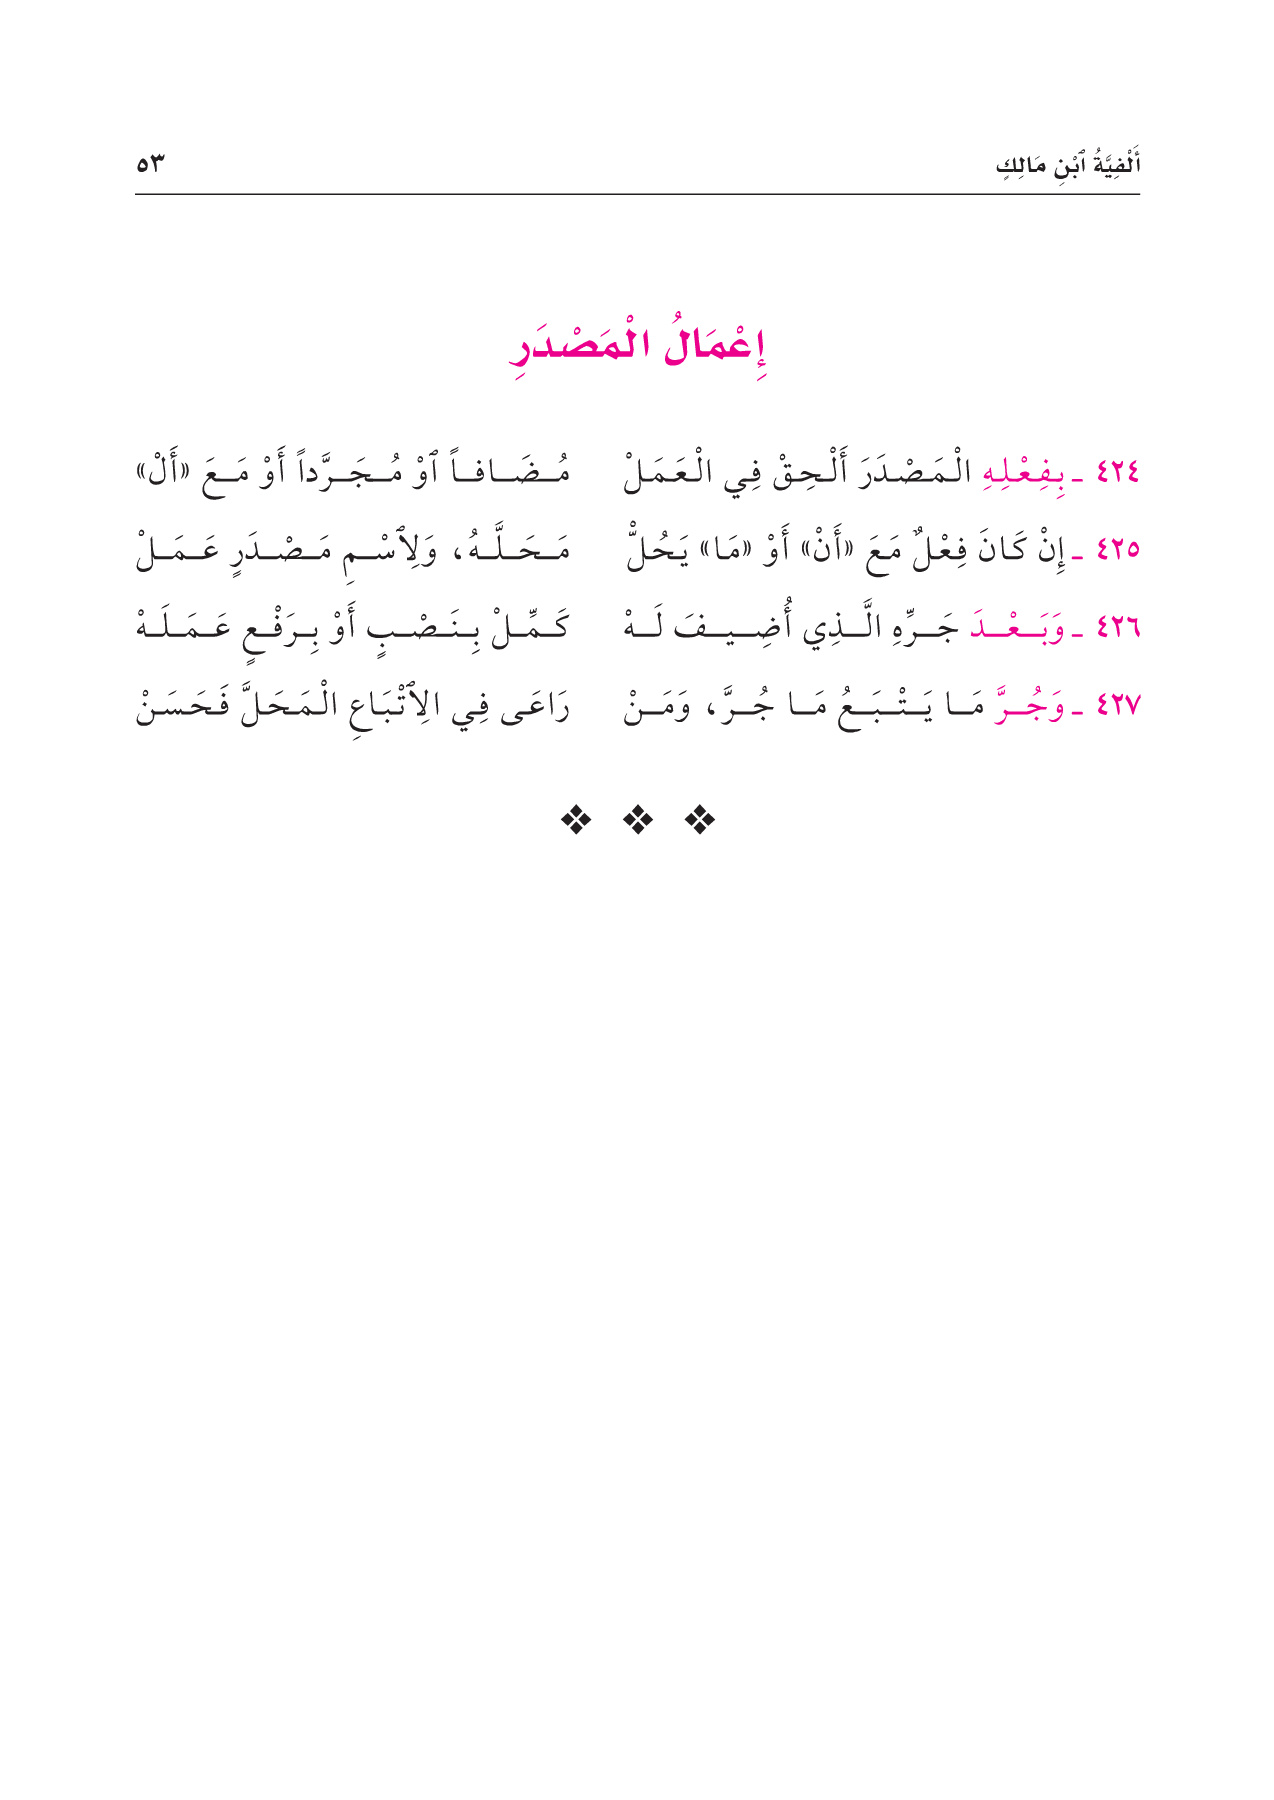 أَلْفِيَّةُ ٱبْنِ مَالِكٍ ٥٣
إِعْمَالُ الْمَصْدَرِ
٤٢٤ ـ بِفِعْلِهِ الْمَصْدَرَ أَلْحِقْ فِي الْعَمَلْ مُضَافاً ٱوْ مُجَرَّداً أَوْ مَعَ «أَلْ»
٤٢٥ ـ إِنْ كَانَ فِعْلٌ مَعَ «أَنْ» أَوْ «مَا» يَحُلّْ مَحَلَّهُ، وَلِٱسْمِ مَصْدَرٍ عَمَلْ
٤٢٦ ـ وَبَعْدَ جَرِّهِ الَّذِي أُضِيفَ لَهْ كَمِّلْ بِنَصْبٍ أَوْ بِرَفْعٍ عَمَلَهْ
٤٢٧ ـ وَجُرَّ مَا يَتْبَعُ مَا جُرَّ، وَمَنْ رَاعَى فِي الِٱتْبَاعِ الْمَحَلَّ فَحَسَنْ